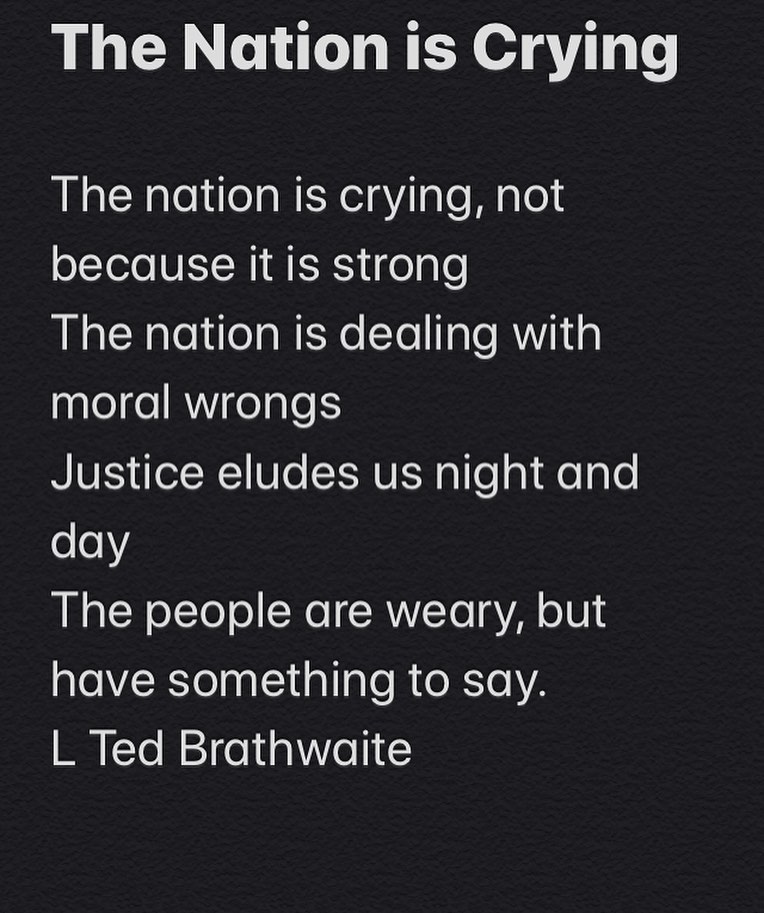 The Nation is Crying
The nation is crying, not
because it is strong
The nation is dealing with
moral wrongs
Justice eludes us night and
day
The people are weary, but
have something to say.
L Ted Brathwaite